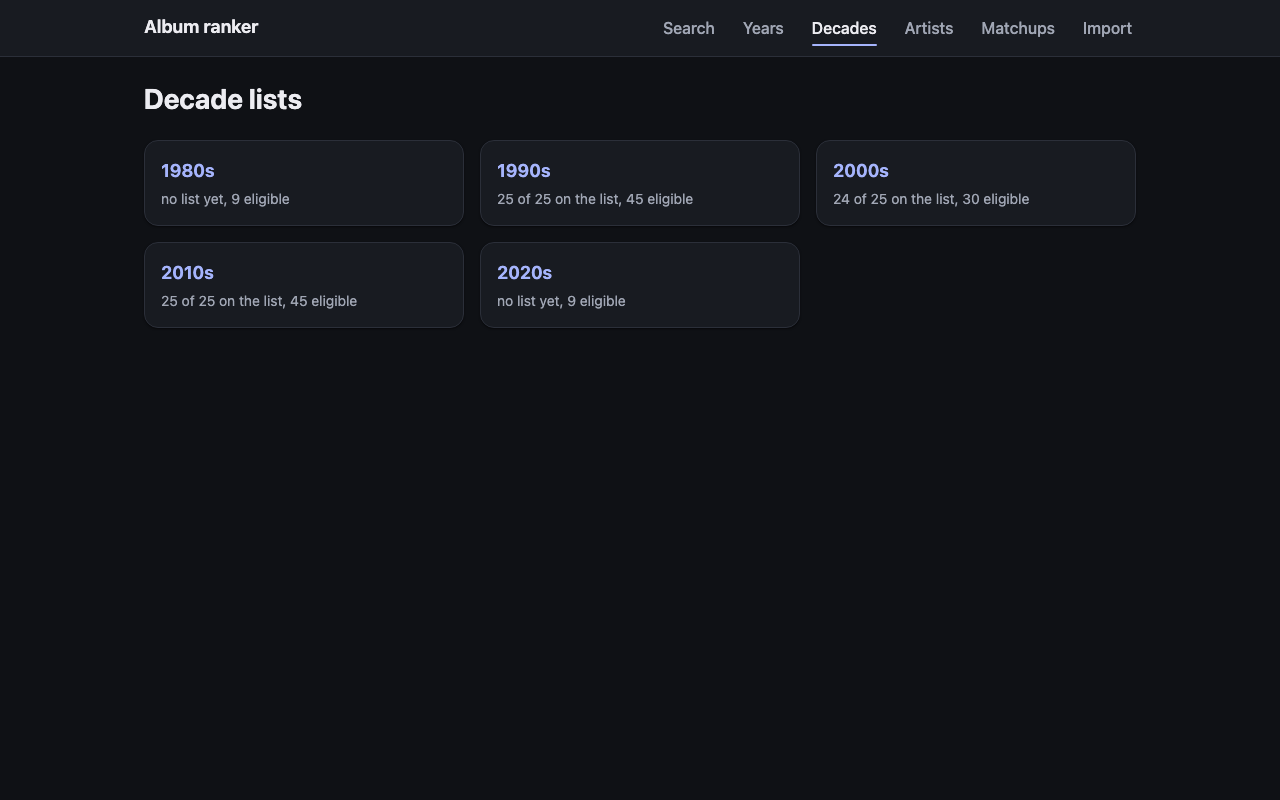 Album ranker
Search Years Decades Artists Matchups Import
Decade lists
1980s
no list yet, 9 eligible
1990s
25 of 25 on the list, 45 eligible
2000s
24 of 25 on the list, 30 eligible
2010s
25 of 25 on the list, 45 eligible
2020s
no list yet, 9 eligible